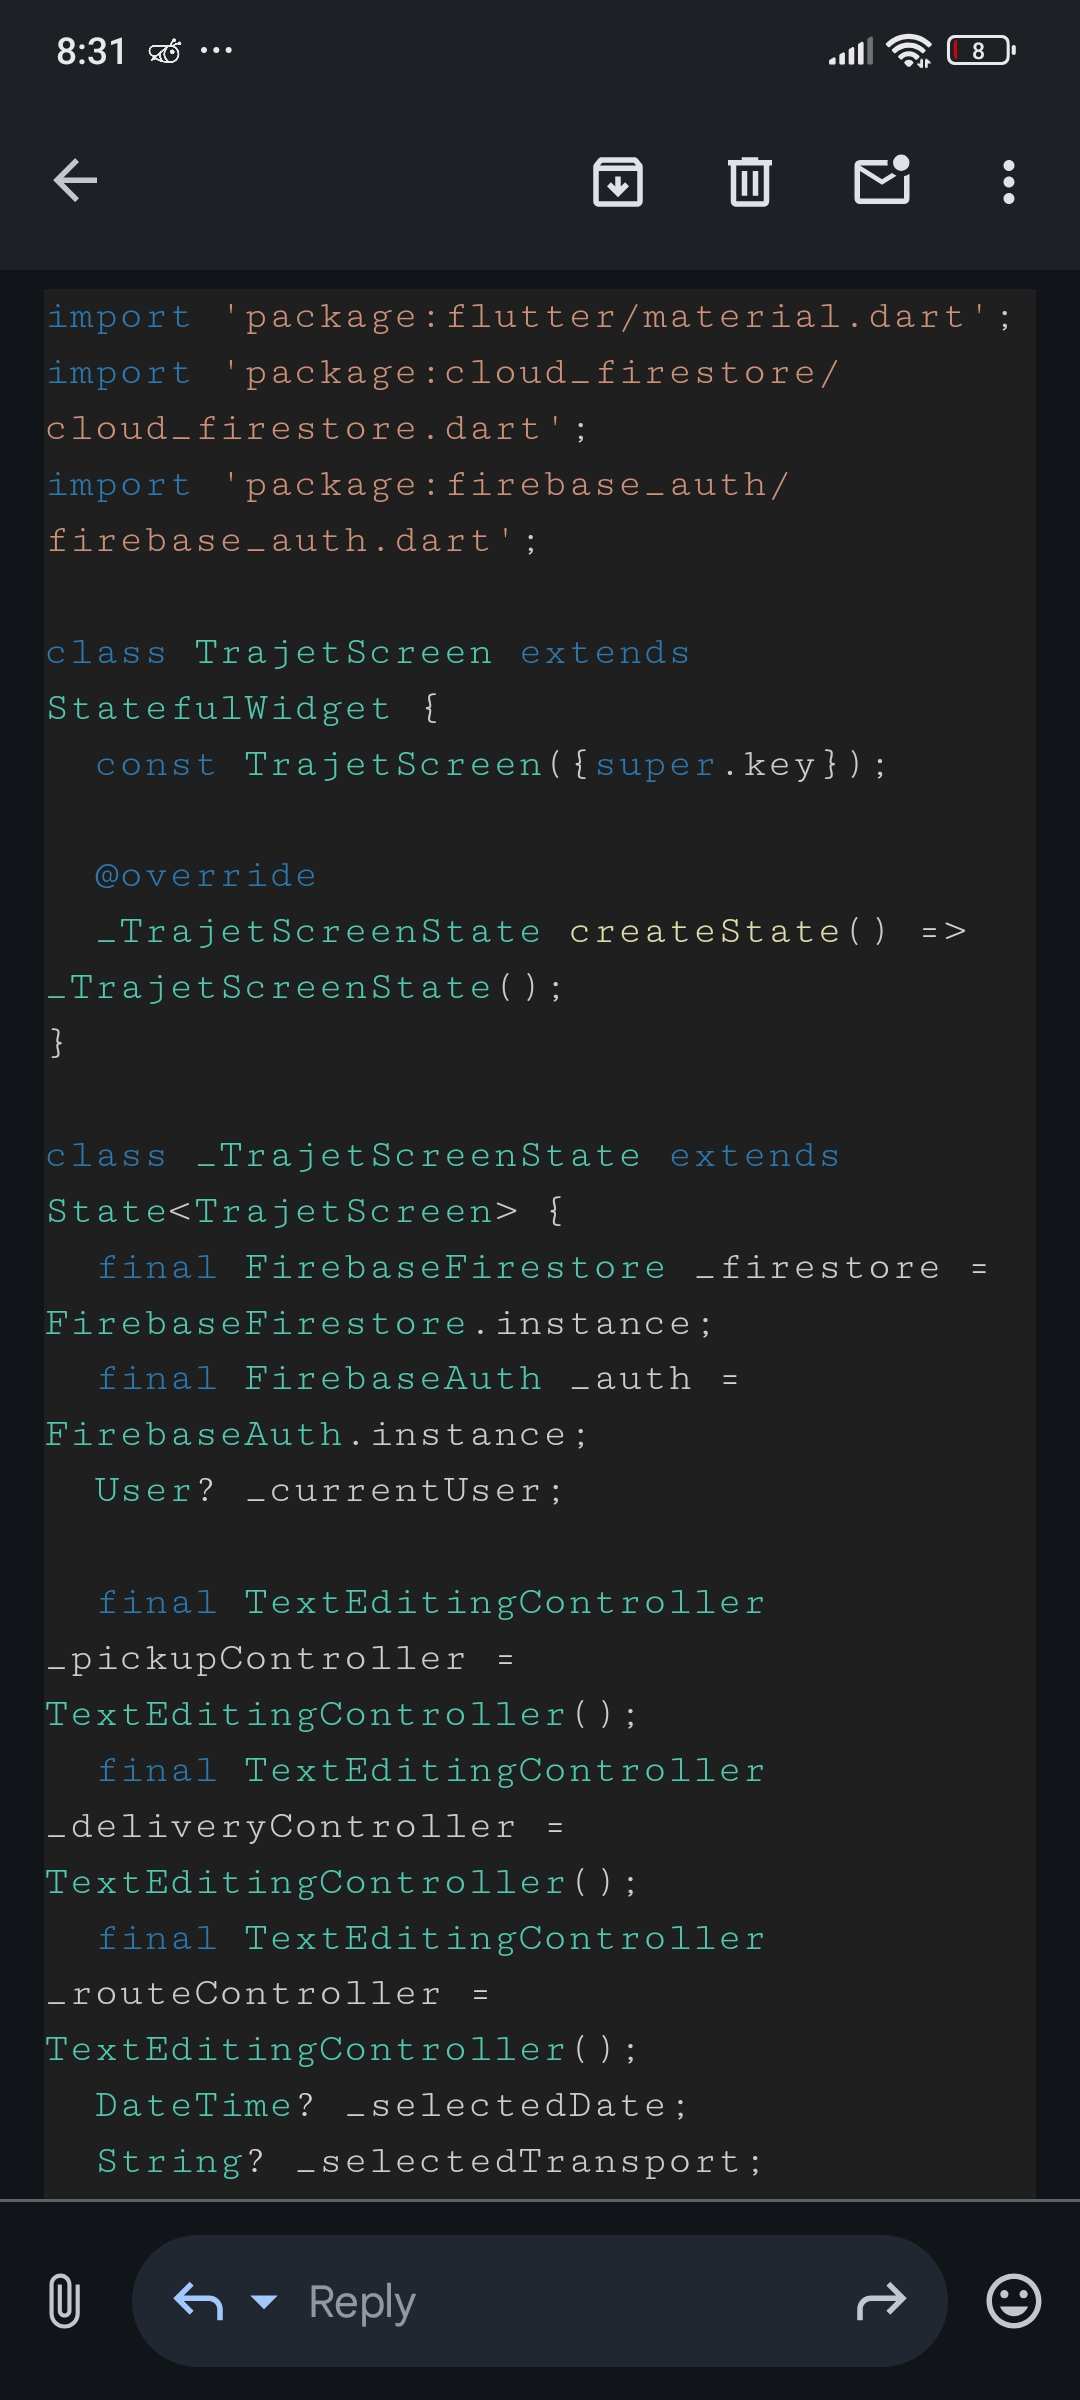 8:31
8
import 'package:flutter/material.dart';
import 'package:cloud_firestore/
cloud_firestore.dart';
import 'package:firebase_auth/
firebase_auth.dart';
class TrajetScreen extends
StatefulWidget {
  const TrajetScreen({super.key});
  @override
  _TrajetScreenState createState() =>
_TrajetScreenState();
}
class _TrajetScreenState extends
State<TrajetScreen> {
  final FirebaseFirestore _firestore =
FirebaseFirestore.instance;
  final FirebaseAuth _auth =
FirebaseAuth.instance;
  User? _currentUser;
  final TextEditingController
_pickupController =
TextEditingController();
  final TextEditingController
_deliveryController =
TextEditingController();
  final TextEditingController
_routeController =
TextEditingController();
  DateTime? _selectedDate;
  String? _selectedTransport;
Reply